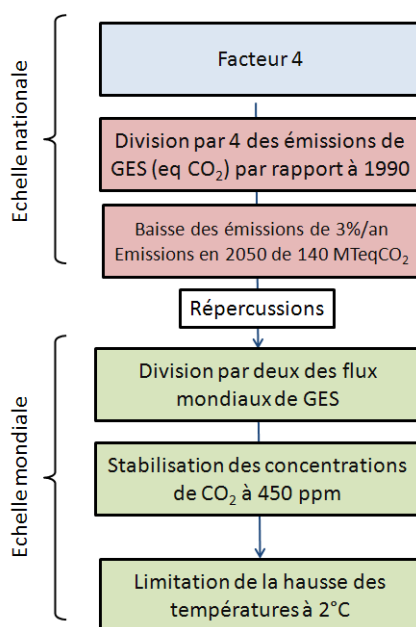 Echelle nationale
Facteur 4
Division par 4 des émissions de
GES (eq CO₂) par rapport à 1990
Baisse des émissions de 3%/an
Emissions en 2050 de 140 MTeqCO₂
Répercussions
Echelle mondiale
Division par deux des flux
mondiaux de GES
Stabilisation des concentrations
de CO₂ à 450 ppm
Limitation de la hausse des
températures à 2°C